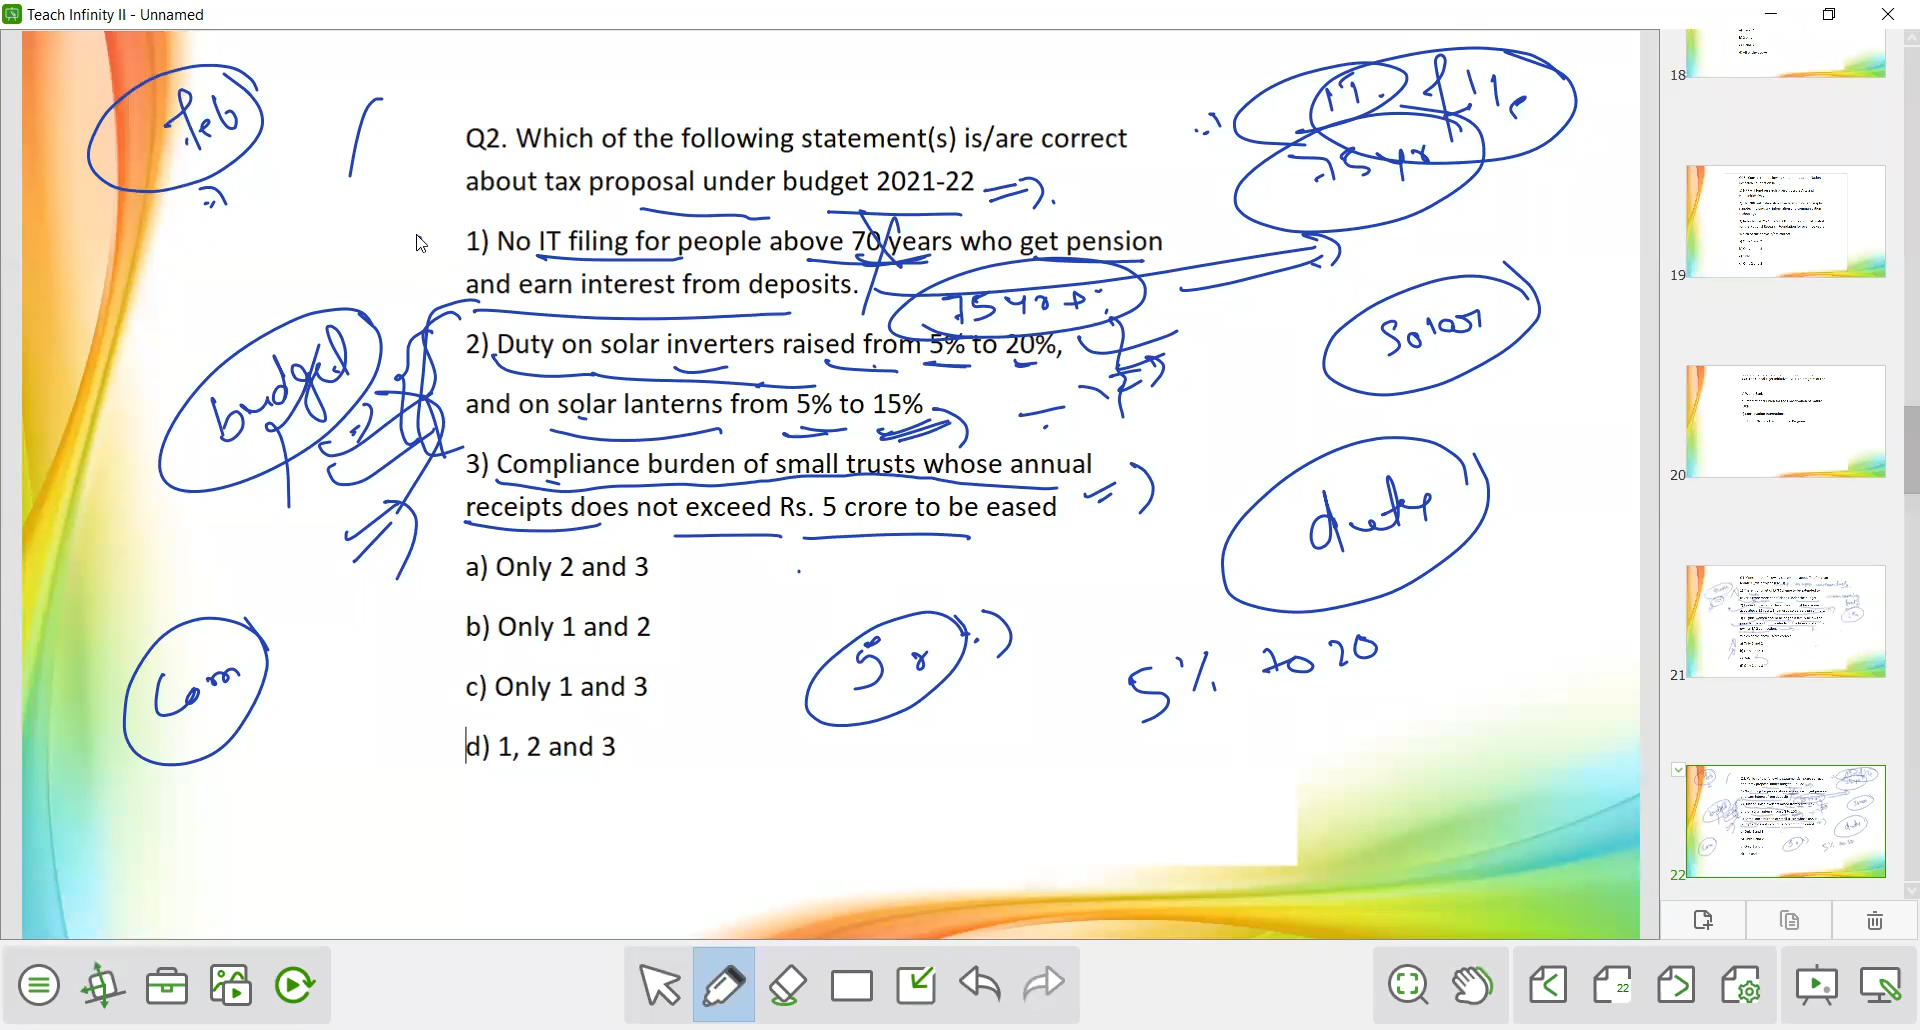 Teach Infinity II - Unnamed
feb
IT. file
75 yr
Q2. Which of the following statement(s) is/are correct
about tax proposal under budget 2021-22
1) No IT filing for people above 70 years who get pension
and earn interest from deposits.
75 yr +
solar
2) Duty on solar inverters raised from 5% to 20%,
budget
and on solar lanterns from 5% to 15%
3) Compliance burden of small trusts whose annual
receipts does not exceed Rs. 5 crore to be eased
duty
a) Only 2 and 3
b) Only 1 and 2
5 r
5% to 20
c) Only 1 and 3
Com
d) 1, 2 and 3
18
19
20
21
22
22